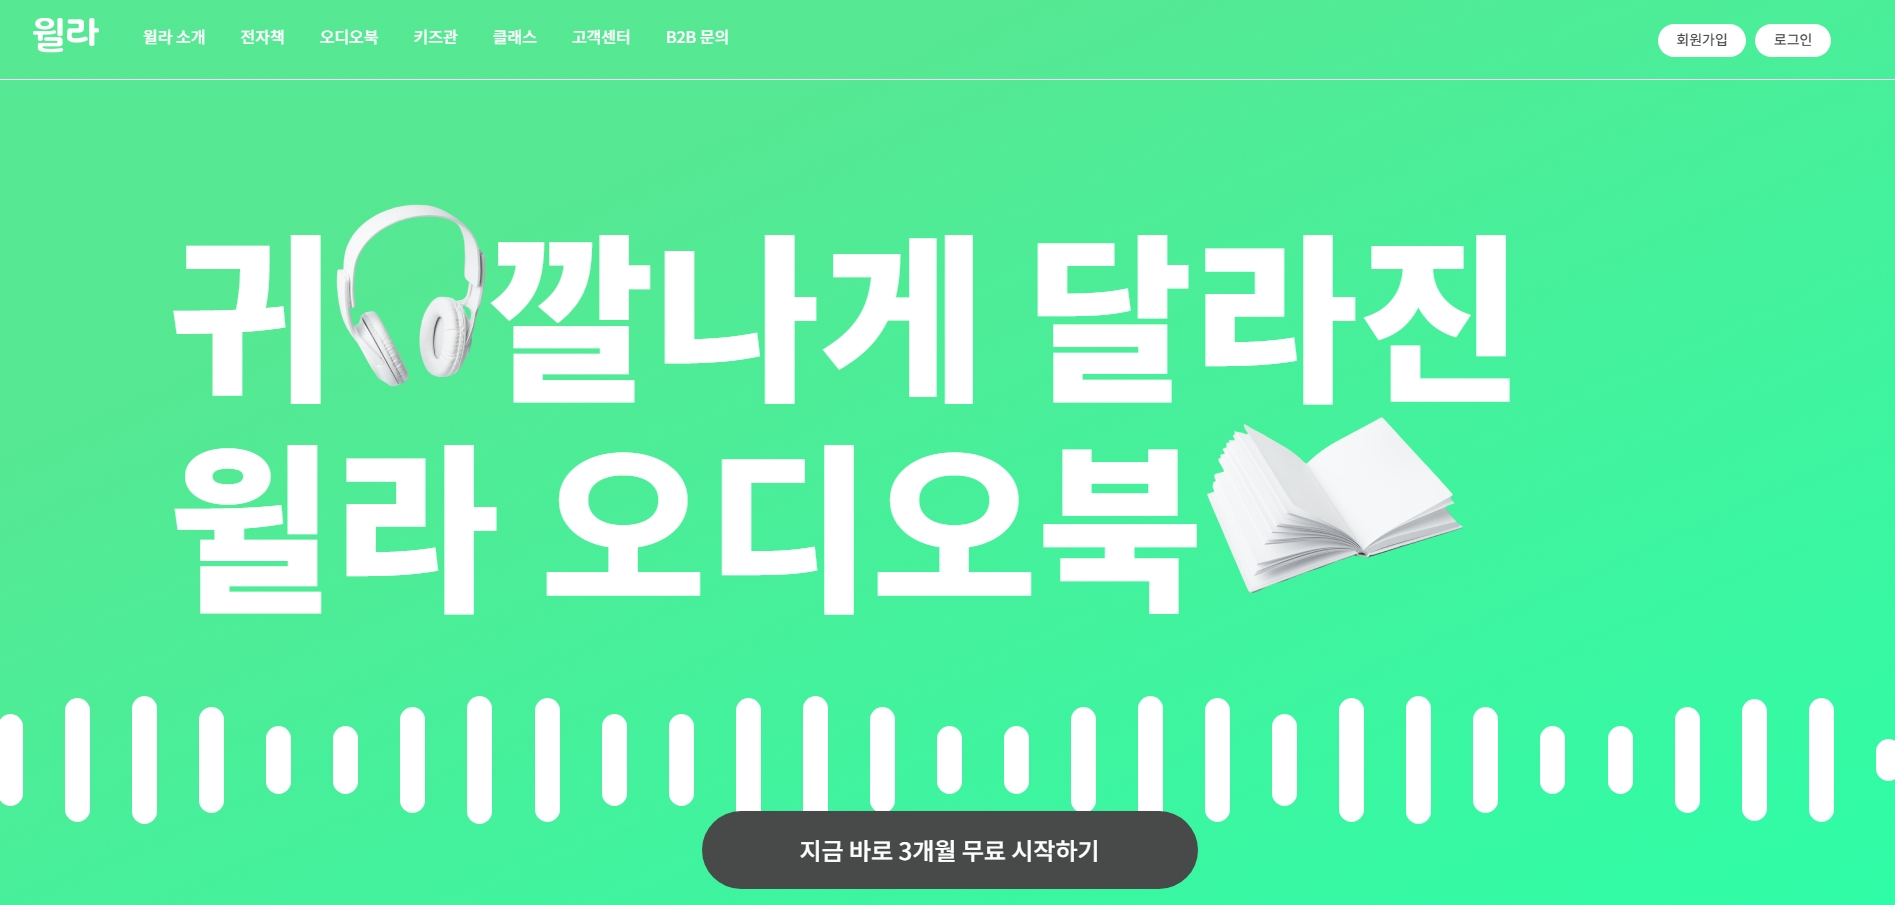 윌라 윌라 소개 전자책 오디오북 키즈관 클래스 고객센터 B2B 문의 회원가입 로그인
귀깔나게 달라진
윌라 오디오북
지금 바로 3개월 무료 시작하기